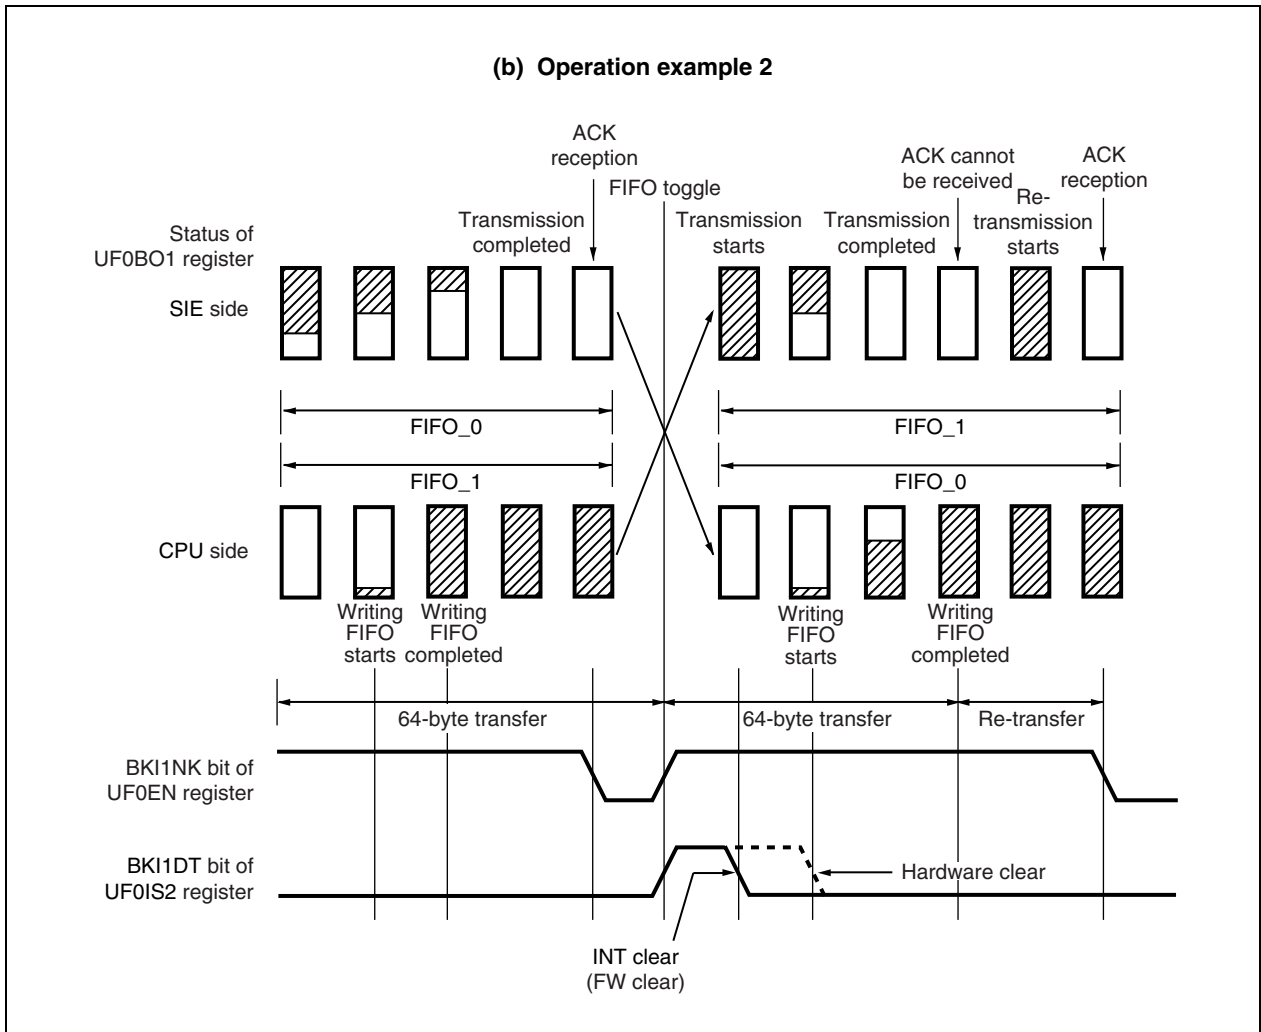 (b) Operation example 2
ACK
reception
FIFO toggle
ACK cannot
be received
ACK
reception
Status of
UF0BO1 register
Transmission
completed
Transmission
starts
Transmission
completed
Re-
transmission
starts
SIE side
FIFO_0
FIFO_1
FIFO_1
FIFO_0
CPU side
Writing
FIFO
starts
Writing
FIFO
completed
Writing
FIFO
starts
Writing
FIFO
completed
64-byte transfer
64-byte transfer
Re-transfer
BKI1NK bit of
UF0EN register
BKI1DT bit of
UF0IS2 register
Hardware clear
INT clear
(FW clear)